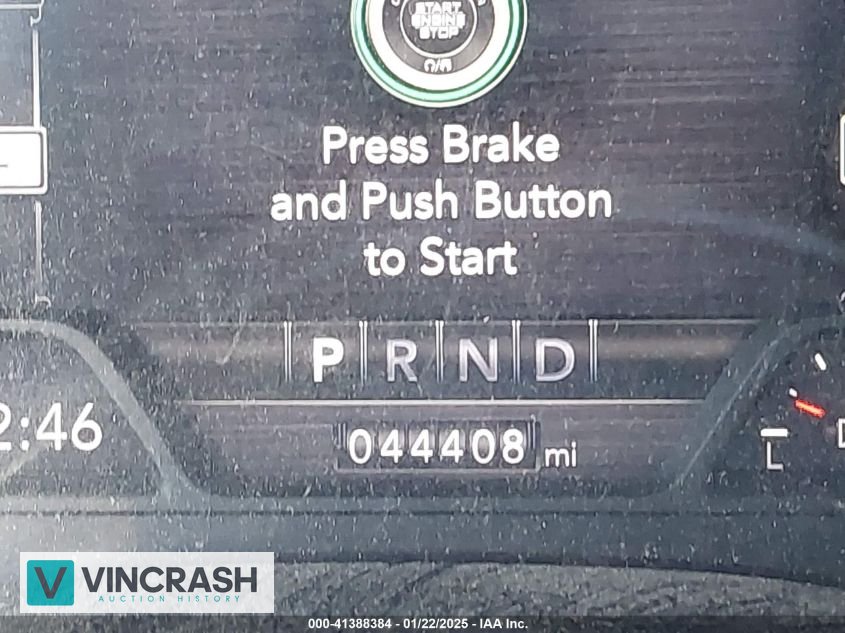 START
ENGINE
STOP
Press Brake
and Push Button
to Start
P R N D
2:46
044408 mi
L
VINCRASH
AUCTION HISTORY
000-41388384 - 01/22/2025 - IAA Inc.